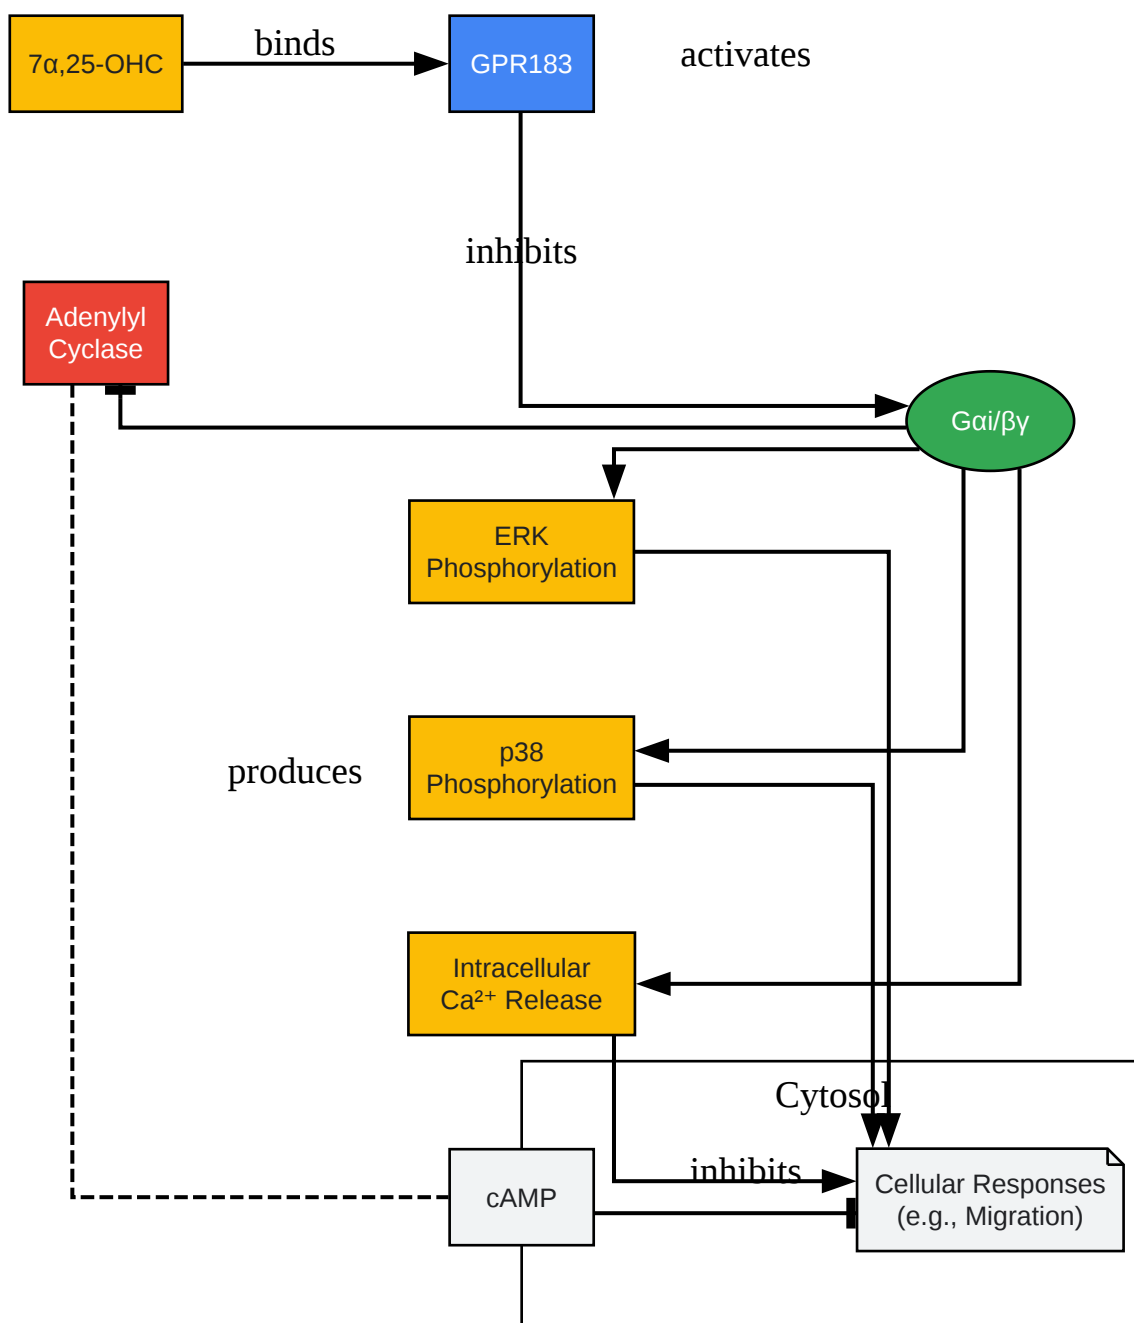 7α,25-OHC
binds
GPR183
activates
inhibits
Adenylyl
Cyclase
Gαi/βγ
ERK
Phosphorylation
p38
Phosphorylation
produces
Intracellular
Ca²⁺ Release
Cytosol
inhibits
cAMP
Cellular Responses
(e.g., Migration)